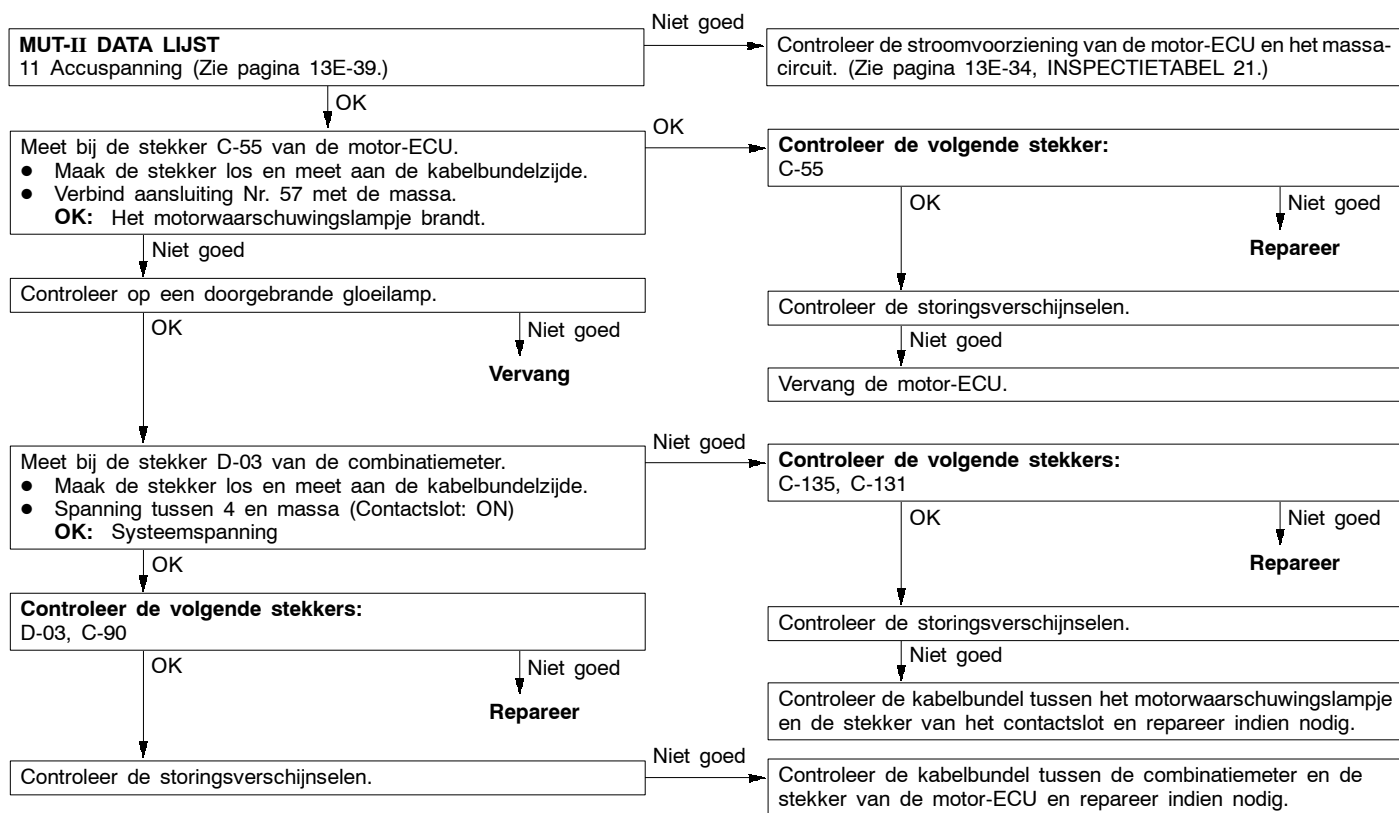 Niet goed
MUT-II DATA LIJST
11 Accuspanning (Zie pagina 13E-39.)
Controleer de stroomvoorziening van de motor-ECU en het massa-
circuit. (Zie pagina 13E-34, INSPECTIETABEL 21.)
OK
OK
Meet bij de stekker C-55 van de motor-ECU.
● Maak de stekker los en meet aan de kabelbundelzijde.
● Verbind aansluiting Nr. 57 met de massa.
OK: Het motorwaarschuwingslampje brandt.
Controleer de volgende stekker:
C-55
OK
Niet goed
Repareer
Niet goed
Controleer op een doorgebrande gloeilamp.
Controleer de storingsverschijnselen.
OK
Niet goed
Vervang
Niet goed
Vervang de motor-ECU.
Niet goed
Meet bij de stekker D-03 van de combinatiemeter.
● Maak de stekker los en meet aan de kabelbundelzijde.
● Spanning tussen 4 en massa (Contactslot: ON)
OK: Systeemspanning
Controleer de volgende stekkers:
C-135, C-131
OK
Niet goed
Repareer
OK
Controleer de volgende stekkers:
D-03, C-90
Controleer de storingsverschijnselen.
OK
Niet goed
Repareer
Niet goed
Controleer de kabelbundel tussen het motorwaarschuwingslampje
en de stekker van het contactslot en repareer indien nodig.
Niet goed
Controleer de storingsverschijnselen.
Controleer de kabelbundel tussen de combinatiemeter en de
stekker van de motor-ECU en repareer indien nodig.